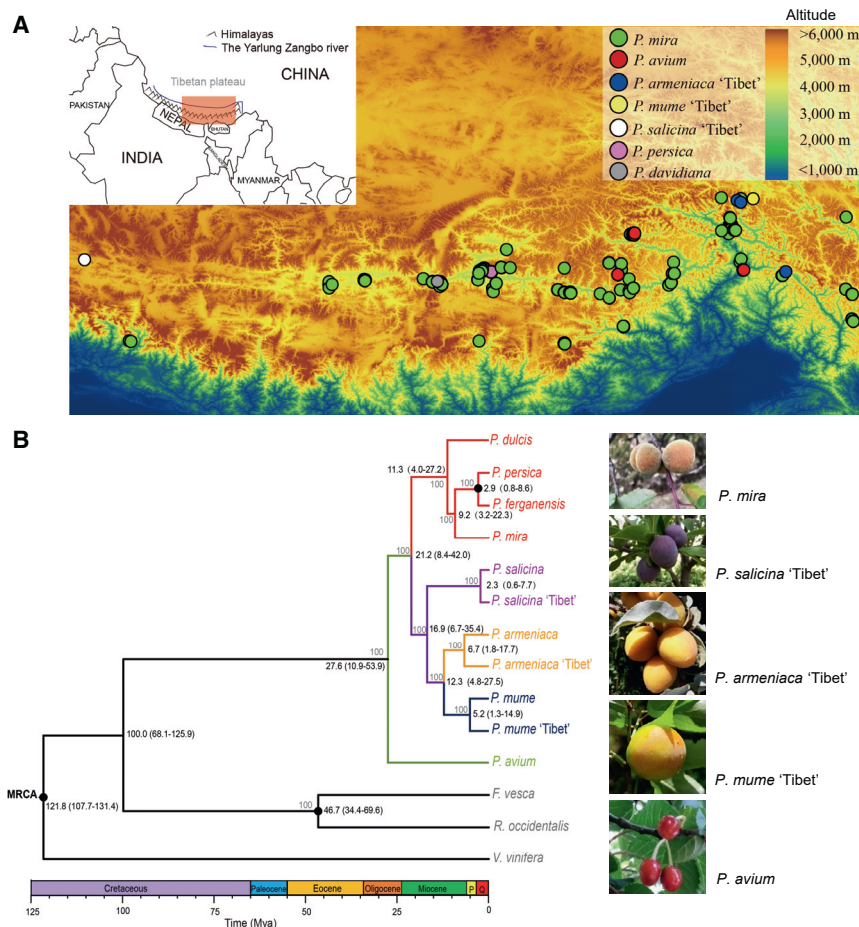 A
Himalayas
The Yarlung Zangbo river
Tibetan plateau
CHINA
PAKISTAN
NEPAL
BHUTAN
INDIA
MYANMAR
P. mira
P. avium
P. armeniaca ‘Tibet’
P. mume ‘Tibet’
P. salicina ‘Tibet’
P. persica
P. davidiana
Altitude
>6,000 m
5,000 m
4,000 m
3,000 m
2,000 m
<1,000 m
B
P. dulcis
11.3 (4.0-27.2)
100
P. persica
100
2.9 (0.8-8.6)
P. ferganensis
100
9.2 (3.2-22.3)
P. mira
100
21.2 (8.4-42.0)
P. salicina
100
2.3 (0.6-7.7)
P. salicina ‘Tibet’
100
16.9 (6.7-35.4)
P. armeniaca
100
6.7 (1.8-17.7)
P. armeniaca ‘Tibet’
100
12.3 (4.8-27.5)
P. mume
100
5.2 (1.3-14.9)
P. mume ‘Tibet’
100
27.6 (10.9-53.9)
P. avium
100.0 (68.1-125.9)
MRCA
121.8 (107.7-131.4)
F. vesca
100
46.7 (34.4-69.6)
R. occidentalis
V. vinifera
Cretaceous
Paleocene
Eocene
Oligocene
Miocene
P
Q
125
100
75
50
25
0
Time (Mya)
P. mira
P. salicina ‘Tibet’
P. armeniaca ‘Tibet’
P. mume ‘Tibet’
P. avium